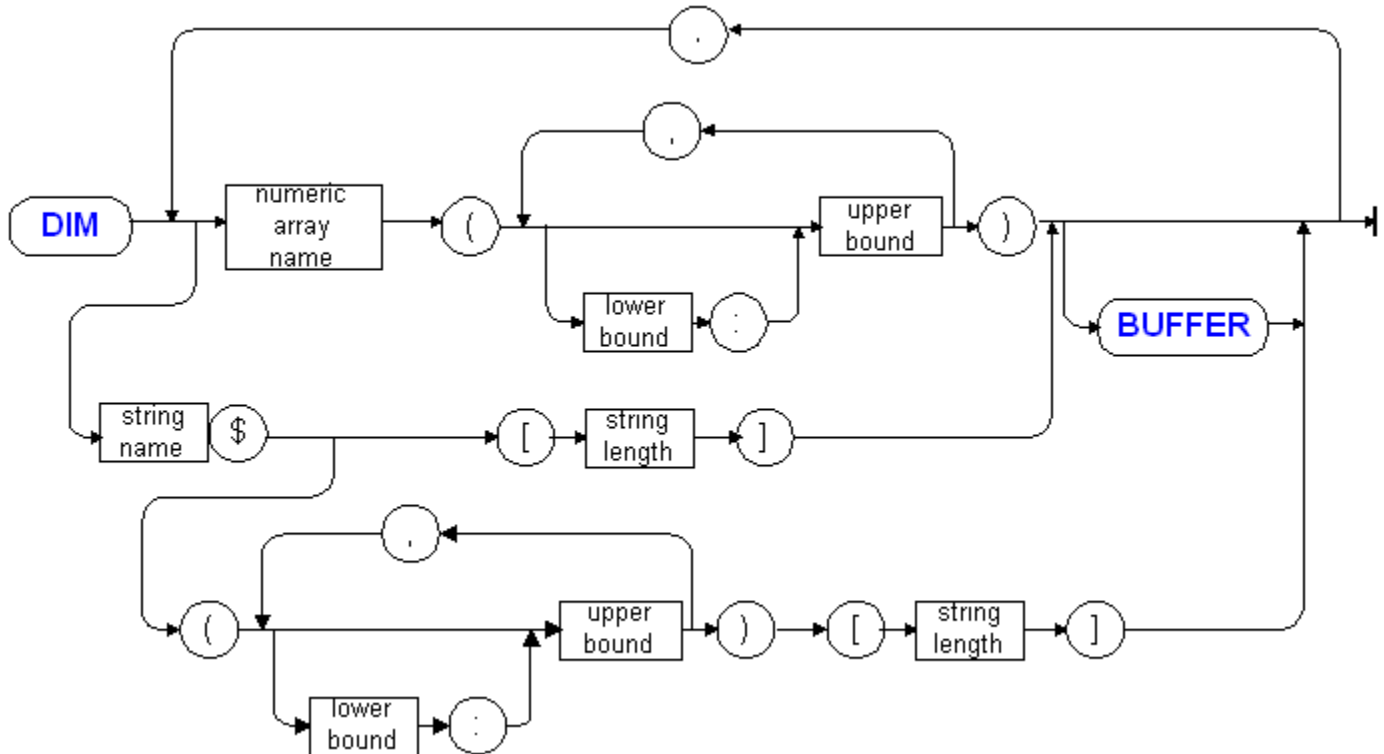 ,
,
DIM
numeric
array
name
(
upper
bound
)
lower
bound
:
BUFFER
string
name
$
[
string
length
]
,
(
upper
bound
)
[
string
length
]
lower
bound
: